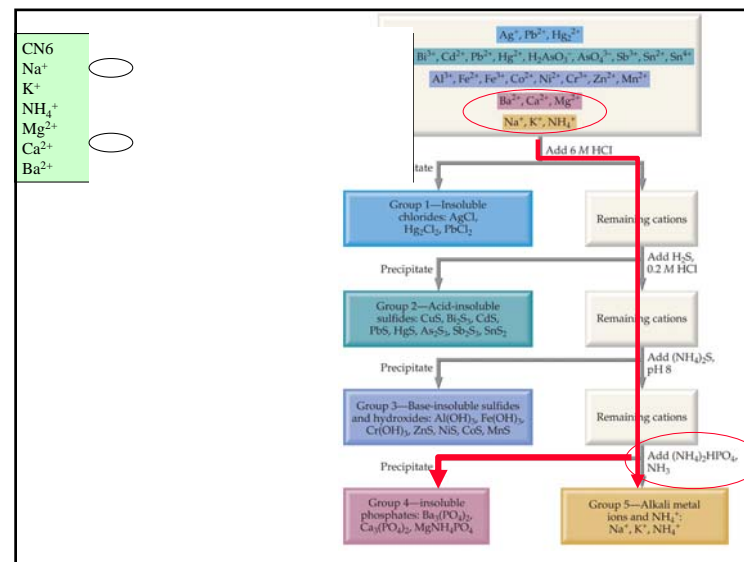 CN6
Na⁺
K⁺
NH₄⁺
Mg²⁺
Ca²⁺
Ba²⁺
Ag⁺, Pb²⁺, Hg₂²⁺
Bi³⁺, Cd²⁺, Pb²⁺, Hg²⁺, H₂AsO₃⁻, AsO₄³⁻, Sb³⁺, Sn²⁺, Sn⁴⁺
Al³⁺, Fe²⁺, Fe³⁺, Co²⁺, Ni²⁺, Cr³⁺, Zn²⁺, Mn²⁺
Ba²⁺, Ca²⁺, Mg²⁺
Na⁺, K⁺, NH₄⁺
Add 6 M HCl
tate
Group 1—Insoluble
chlorides: AgCl,
Hg₂Cl₂, PbCl₂
Remaining cations
Precipitate
Add H₂S,
0.2 M HCl
Group 2—Acid-insoluble
sulfides: CuS, Bi₂S₃, CdS,
PbS, HgS, As₂S₃, Sb₂S₃, SnS₂
Remaining cations
Precipitate
Add (NH₄)₂S,
pH 8
Group 3—Base-insoluble sulfides
and hydroxides: Al(OH)₃, Fe(OH)₃,
Cr(OH)₃, ZnS, NiS, CoS, MnS
Remaining cations
Precipitate
Add (NH₄)₂HPO₄,
NH₃
Group 4—insoluble
phosphates: Ba₃(PO₄)₂,
Ca₃(PO₄)₂, MgNH₄PO₄
Group 5—Alkali metal
ions and NH₄⁺:
Na⁺, K⁺, NH₄⁺